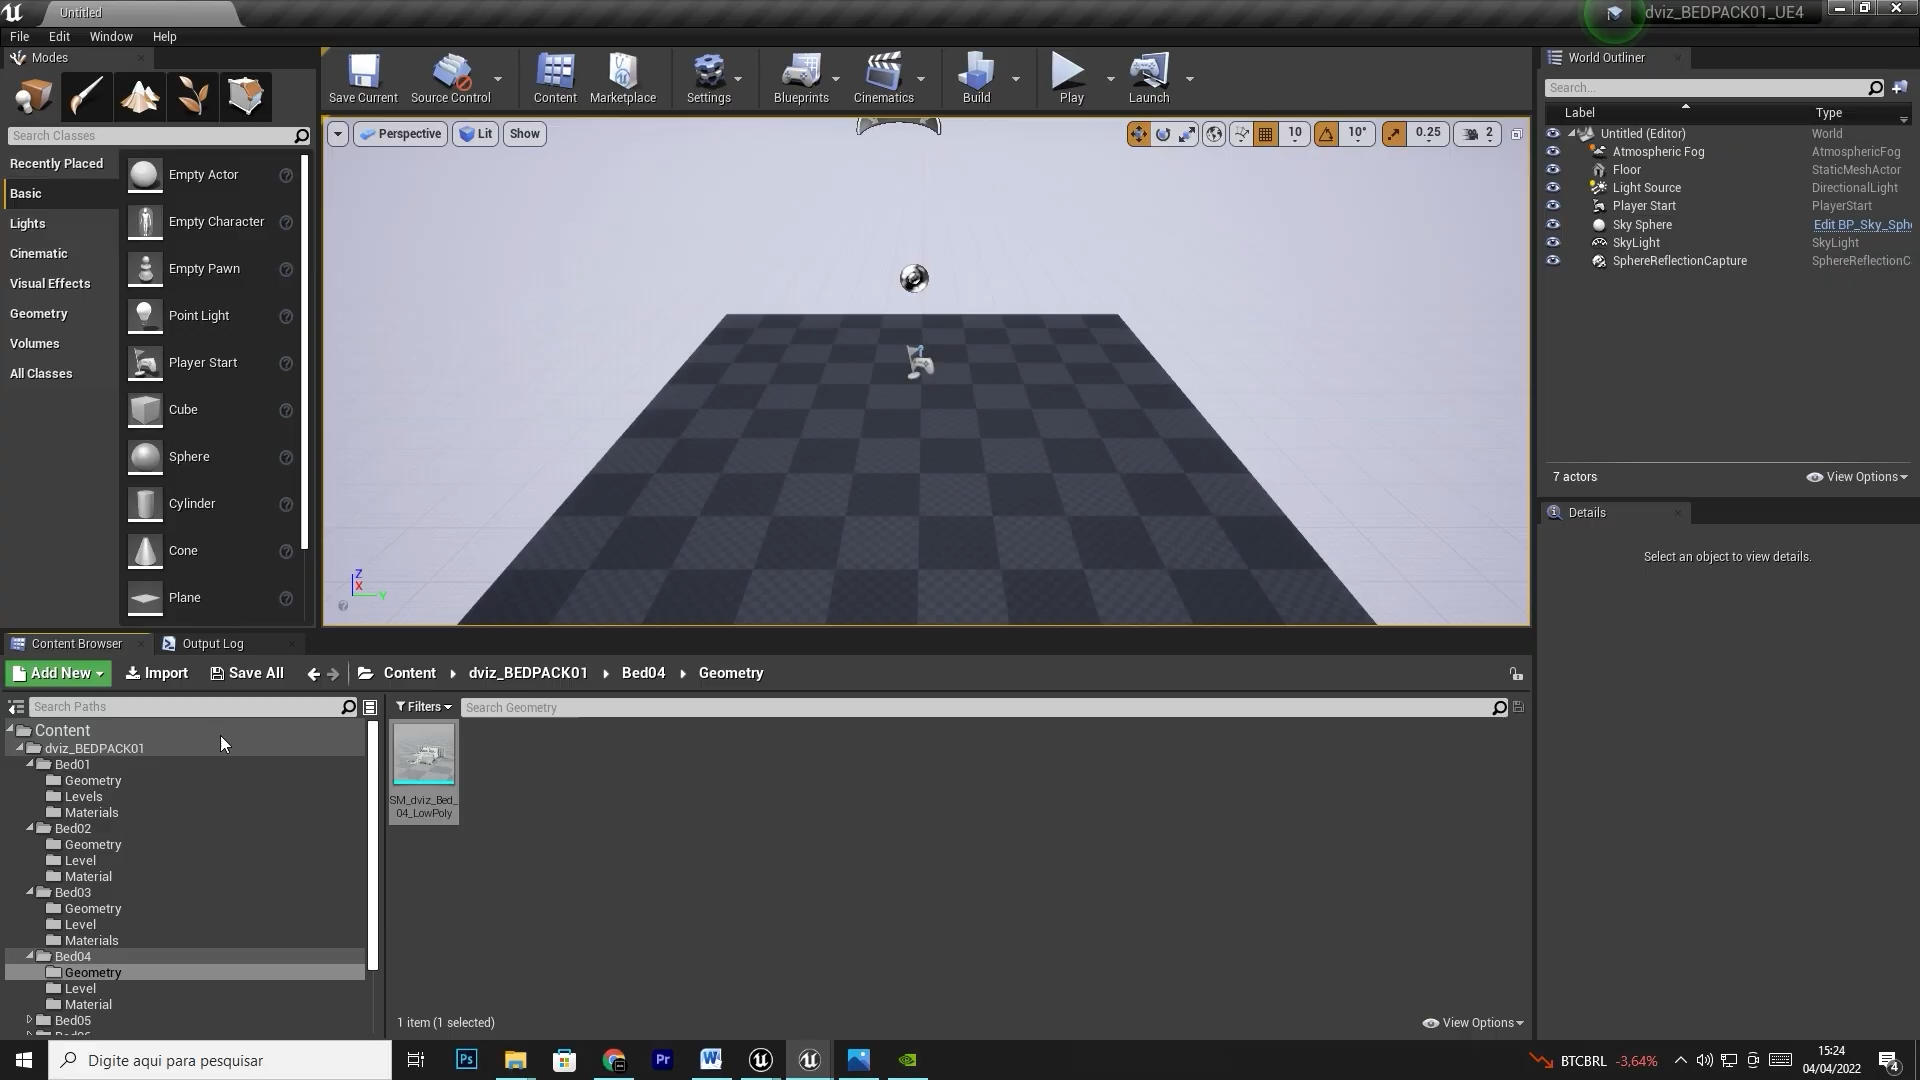 Untitled
dviz_BEDPACK01_UE4
File Edit Window Help
Modes
Search Classes
Recently Placed
Basic
Lights
Cinematic
Visual Effects
Geometry
Volumes
All Classes
Empty Actor
Empty Character
Empty Pawn
Point Light
Player Start
Cube
Sphere
Cylinder
Cone
Plane
Save Current
Source Control
Content
Marketplace
Settings
Blueprints
Cinematics
Build
Play
Launch
Perspective
Lit
Show
10
10°
0.25
2
Z
X
Y
World Outliner
Search...
Label Type
Untitled (Editor) World
Atmospheric Fog AtmosphericFog
Floor StaticMeshActor
Light Source DirectionalLight
Player Start PlayerStart
Sky Sphere Edit BP_Sky_Sph
SkyLight SkyLight
SphereReflectionCapture SphereReflectionC
7 actors
View Options
Details
Select an object to view details.
Content Browser
Output Log
Add New
Import
Save All
Content
dviz_BEDPACK01
Bed04
Geometry
Search Paths
Filters
Search Geometry
Content
dviz_BEDPACK01
Bed01
Geometry
Levels
Materials
Bed02
Geometry
Level
Material
Bed03
Geometry
Level
Materials
Bed04
Geometry
Level
Material
Bed05
SM_dviz_Bed_
04_LowPoly
1 item (1 selected)
View Options
Digite aqui para pesquisar
Ps
Pr
W
BTCBRL -3,64%
15:24
04/04/2022
4